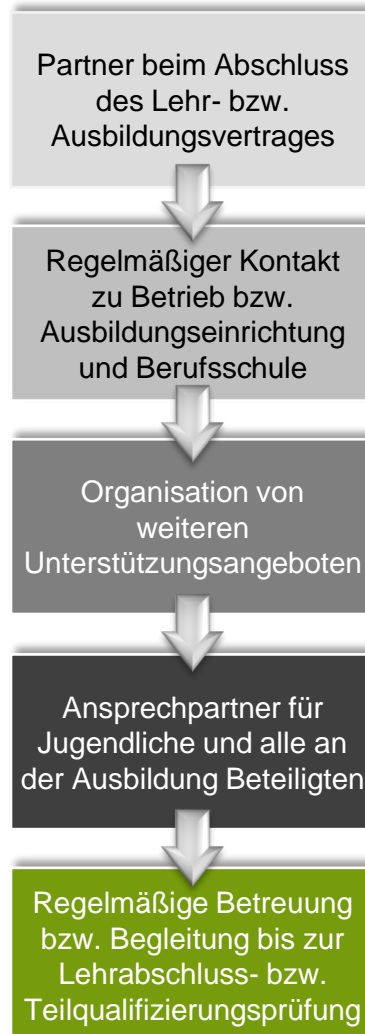 Partner beim Abschluss
des Lehr- bzw.
Ausbildungsvertrages
Regelmäßiger Kontakt
zu Betrieb bzw.
Ausbildungseinrichtung
und Berufsschule
Organisation von
weiteren
Unterstützungsangeboten
Ansprechpartner für
Jugendliche und alle an
der Ausbildung Beteiligten
Regelmäßige Betreuung
bzw. Begleitung bis zur
Lehrabschluss- bzw.
Teilqualifizierungsprüfung